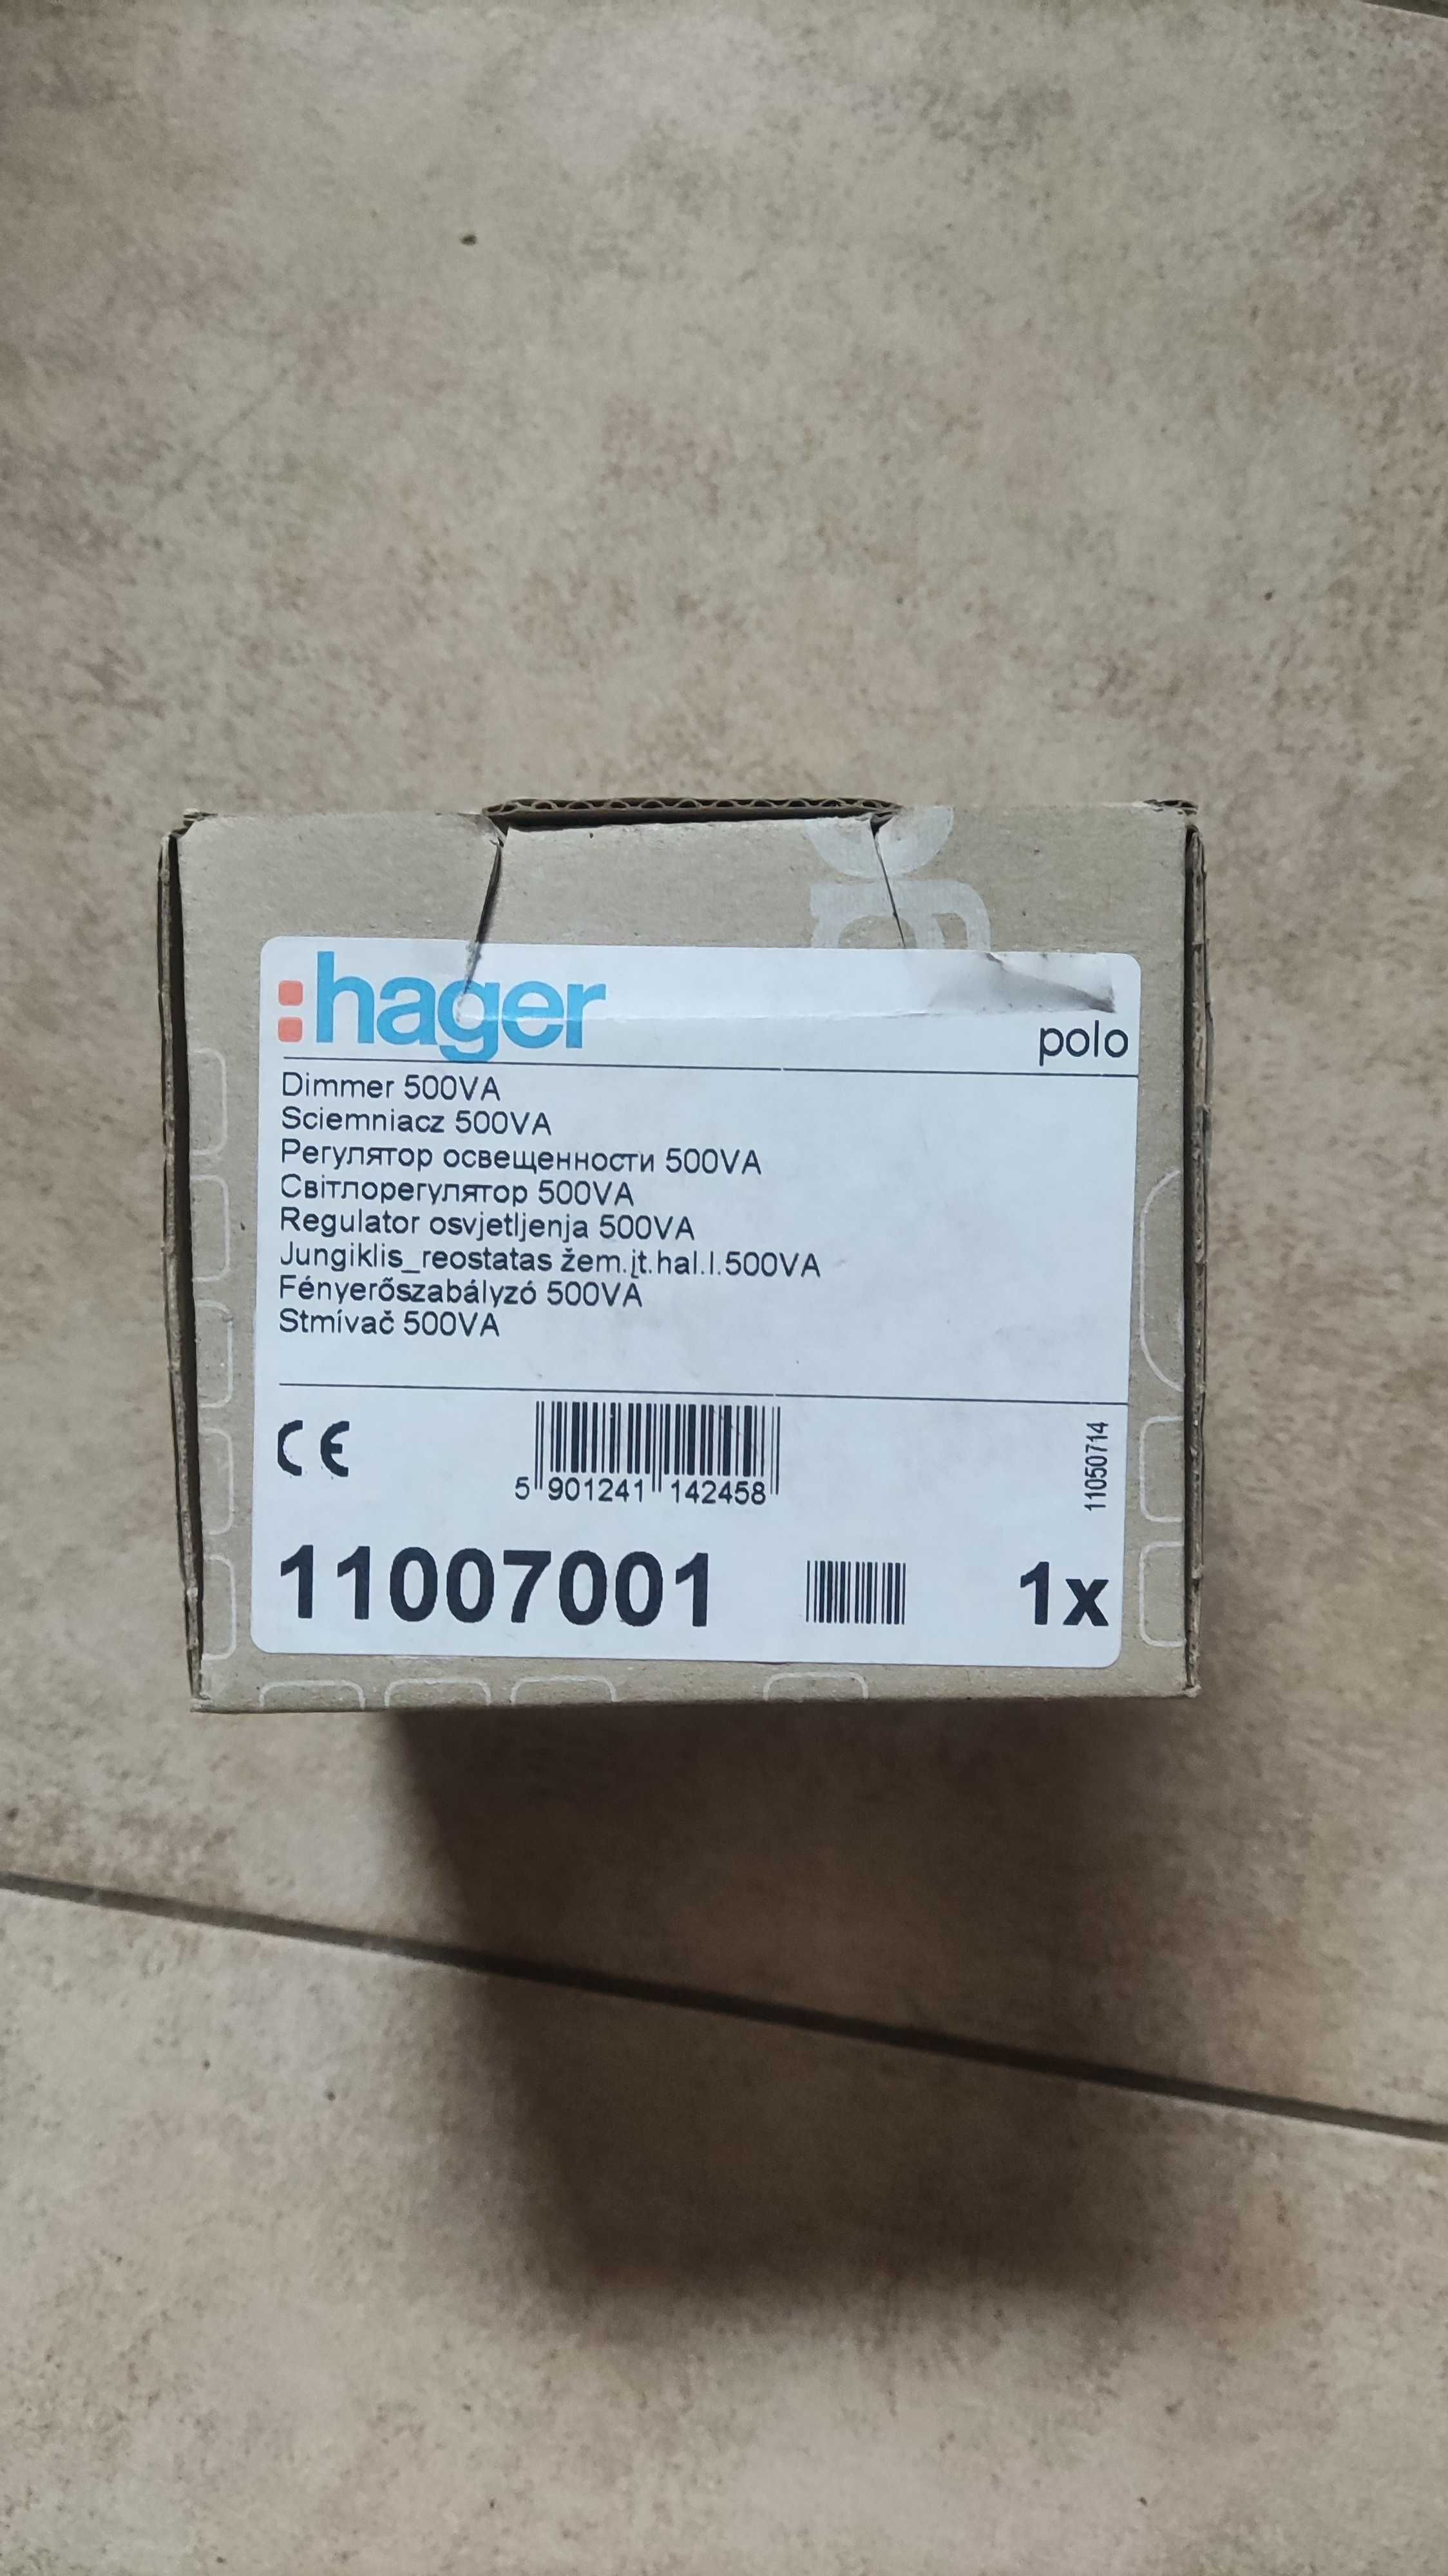 hager
polo
Dimmer 500VA
Sciemniacz 500VA
Регулятор освещенности 500VA
Світлорегулятор 500VA
Regulator osvjetljenja 500VA
Jungiklis_reostatas žem.įt.hal.l.500VA
Fényerőszabályzó 500VA
Stmívač 500VA
CE
5 901241 142458
11050714
11007001
1x